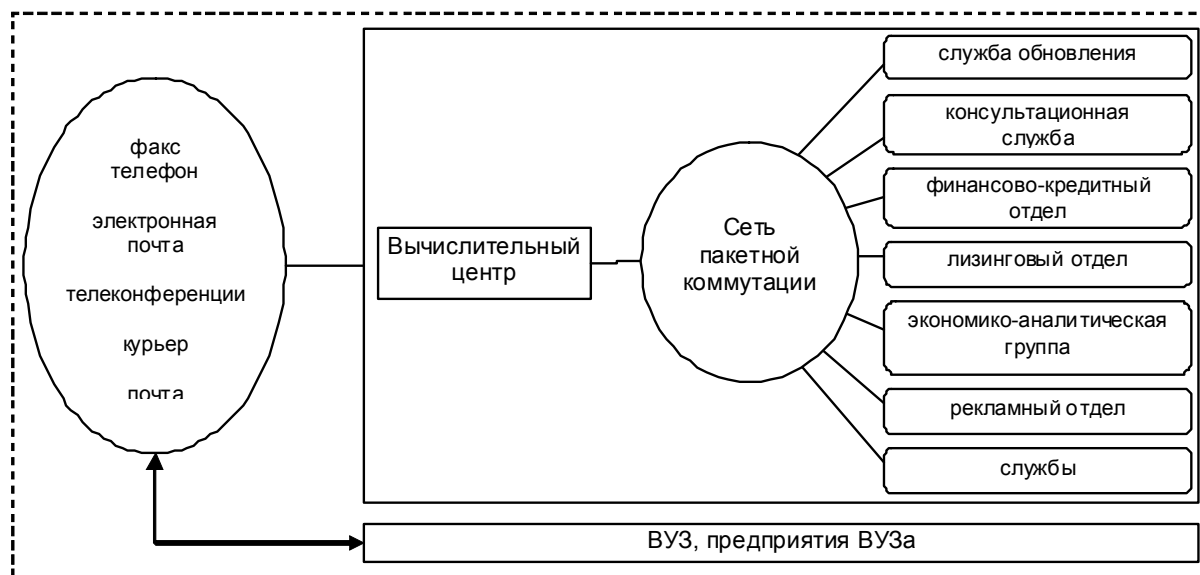 факс
телефон
электронная
почта
телеконференции
курьер
почта
Вычислительный
центр
Сеть
пакетной
коммутации
служба обновления
консультационная
служба
финансово-кредитный
отдел
лизинговый отдел
экономико-аналитическая
группа
рекламный отдел
службы
ВУЗ, предприятия ВУЗа